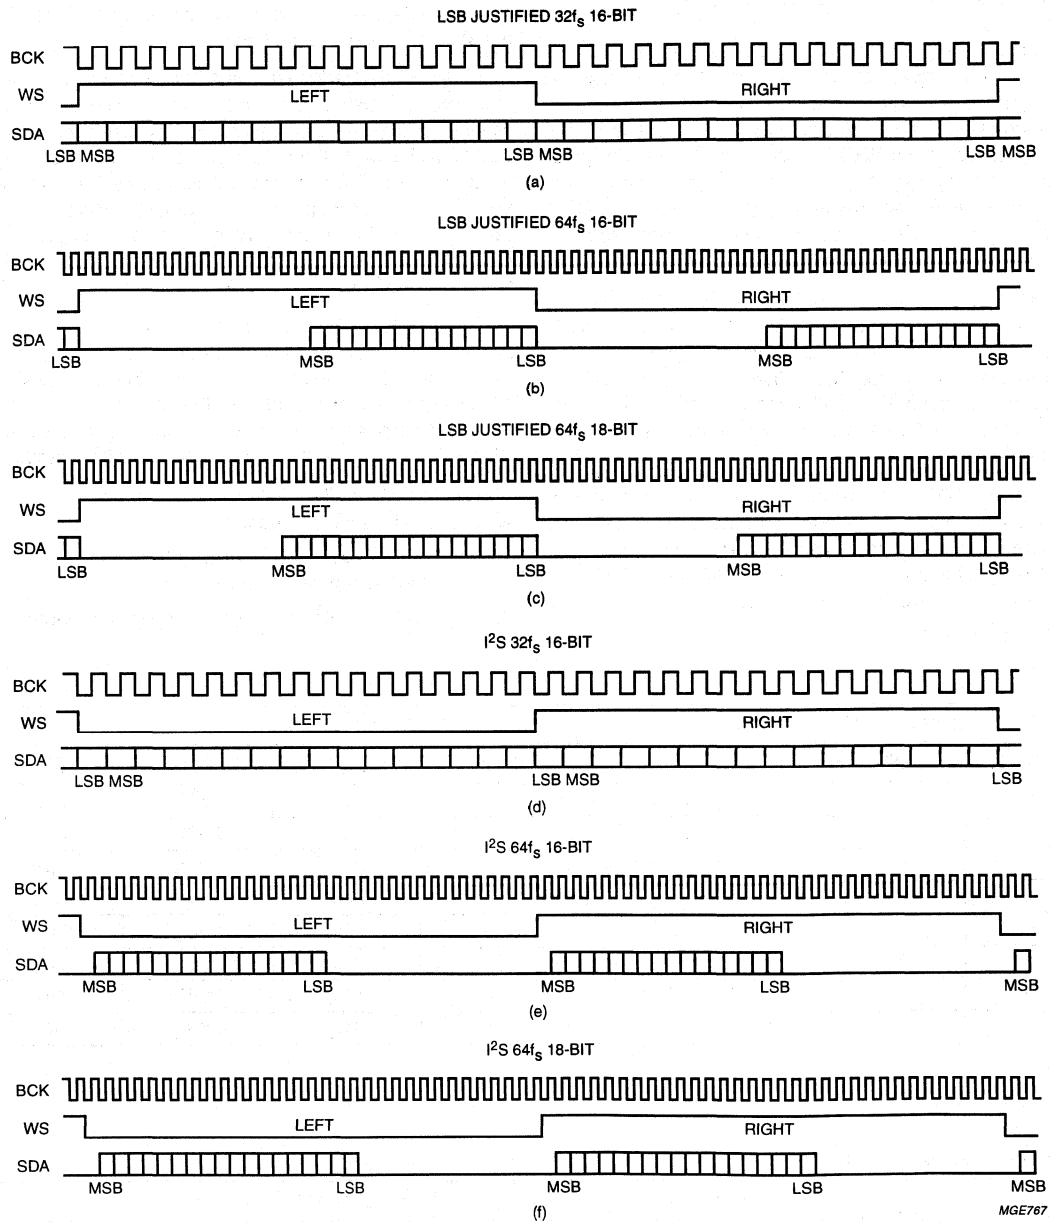 LSB JUSTIFIED 32fS 16-BIT
BCK
WS LEFT RIGHT
SDA
LSB MSB LSB MSB LSB MSB
(a)
LSB JUSTIFIED 64fS 16-BIT
BCK
WS LEFT RIGHT
SDA
LSB MSB LSB MSB LSB
(b)
LSB JUSTIFIED 64fS 18-BIT
BCK
WS LEFT RIGHT
SDA
LSB MSB LSB MSB LSB
(c)
I²S 32fS 16-BIT
BCK
WS LEFT RIGHT
SDA
LSB MSB LSB MSB LSB
(d)
I²S 64fS 16-BIT
BCK
WS LEFT RIGHT
SDA
MSB LSB MSB LSB MSB
(e)
I²S 64fS 18-BIT
BCK
WS LEFT RIGHT
SDA
MSB LSB MSB LSB MSB
(f)
MGE767